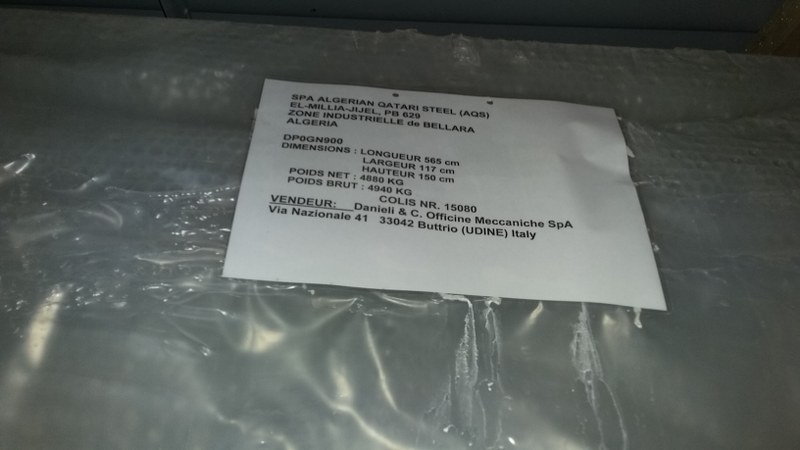 SPA ALGERIAN QATARI STEEL (AQS)
EL-MILLIA-JIJEL, PB 629
ZONE INDUSTRIELLE de BELLARA
ALGERIA
DP0GN900
DIMENSIONS : LONGUEUR 565 cm
LARGEUR 117 cm
HAUTEUR 150 cm
POIDS NET : 4880 KG
POIDS BRUT : 4940 KG
COLIS NR. 15080
VENDEUR: Danieli & C. Officine Meccaniche SpA
Via Nazionale 41 33042 Buttrio (UDINE) Italy